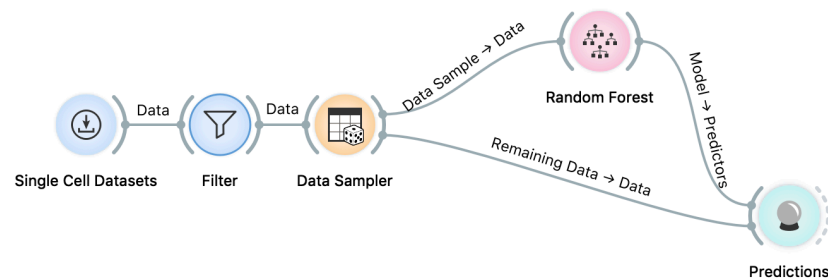 Data Sample → Data
Random Forest
Data
Data
Model → Predictors
Single Cell Datasets
Filter
Data Sampler
Remaining Data → Data
Predictions